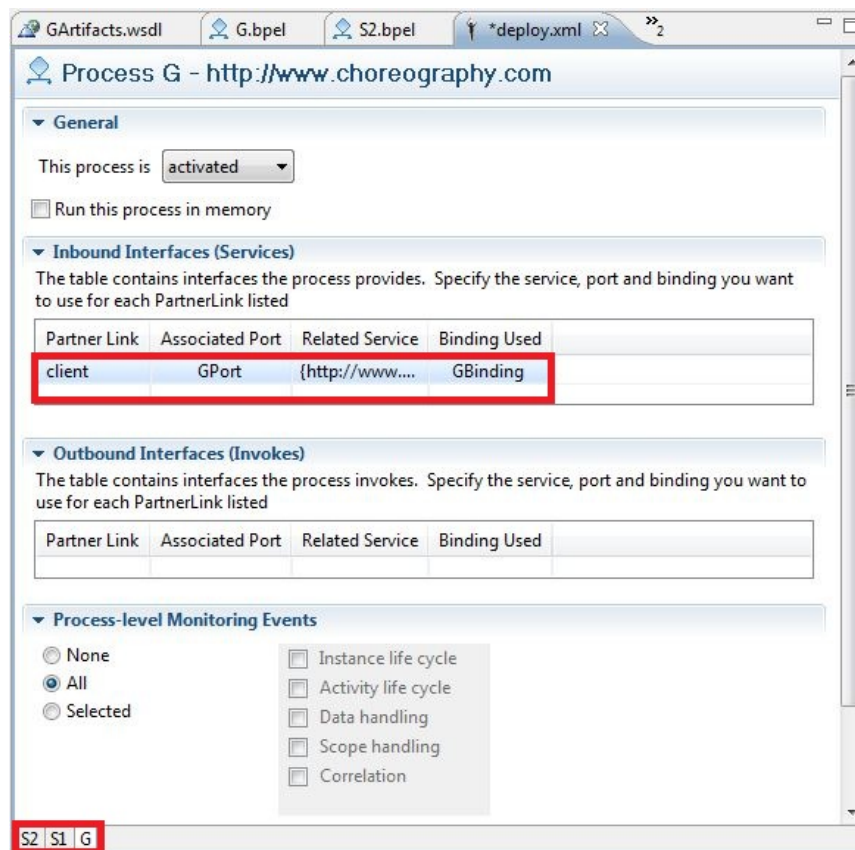 GArtifacts.wsdl G.bpel S2.bpel *deploy.xml »2
Process G - http://www.choreography.com
General
This process is activated
Run this process in memory
Inbound Interfaces (Services)
The table contains interfaces the process provides. Specify the service, port and binding you want
to use for each PartnerLink listed
Partner Link Associated Port Related Service Binding Used
client GPort {http://www.... GBinding
Outbound Interfaces (Invokes)
The table contains interfaces the process invokes. Specify the service, port and binding you want to
use for each PartnerLink listed
Partner Link Associated Port Related Service Binding Used
Process-level Monitoring Events
None Instance life cycle
All Activity life cycle
Selected Data handling
Scope handling
Correlation
S2 S1 G